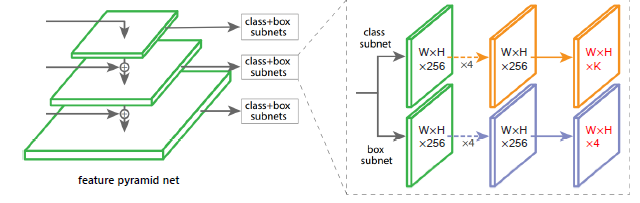 class+box
subnets
class+box
subnets
class+box
subnets
feature pyramid net
class
subnet
W×H
×256
×4
W×H
×256
W×H
×K
W×H
×256
×4
W×H
×256
W×H
×4
box
subnet